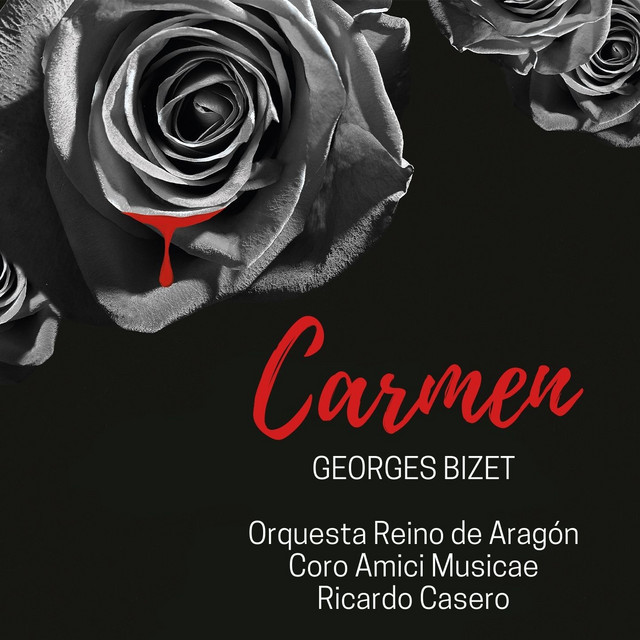 Carmen
GEORGES BIZET
Orquesta Reino de Aragón
Coro Amici Musicae
Ricardo Casero